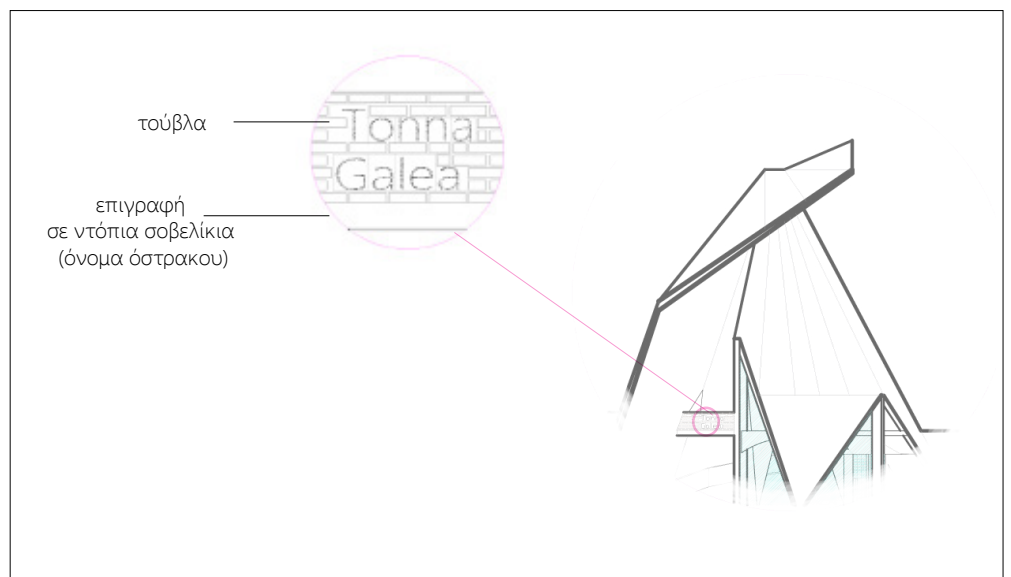 τούβλα
Tonna
Galea
επιγραφή
σε ντόπια σοβελίκια
(όνομα όστρακου)